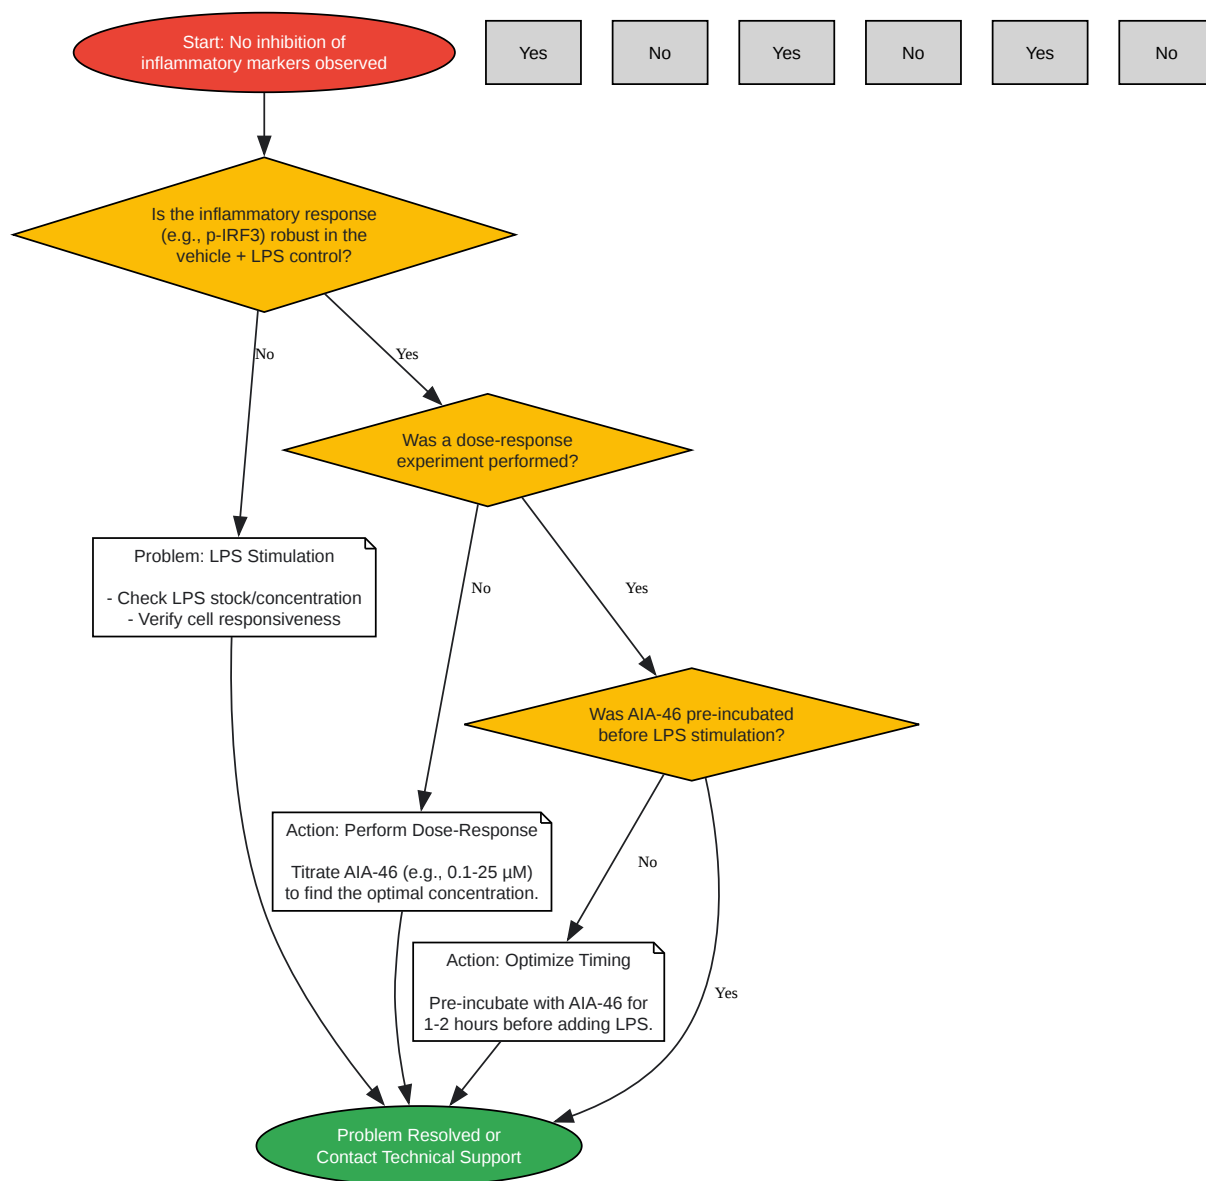 Start: No inhibition of
inflammatory markers observed
Yes
No
Yes
No
Yes
No
Is the inflammatory response
(e.g., p-IRF3) robust in the
vehicle + LPS control?
No
Yes
Was a dose-response
experiment performed?
Problem: LPS Stimulation
- Check LPS stock/concentration
- Verify cell responsiveness
No
Yes
Was AIA-46 pre-incubated
before LPS stimulation?
Action: Perform Dose-Response
Titrate AIA-46 (e.g., 0.1-25 µM)
to find the optimal concentration.
No
Action: Optimize Timing
Pre-incubate with AIA-46 for
1-2 hours before adding LPS.
Yes
Problem Resolved or
Contact Technical Support